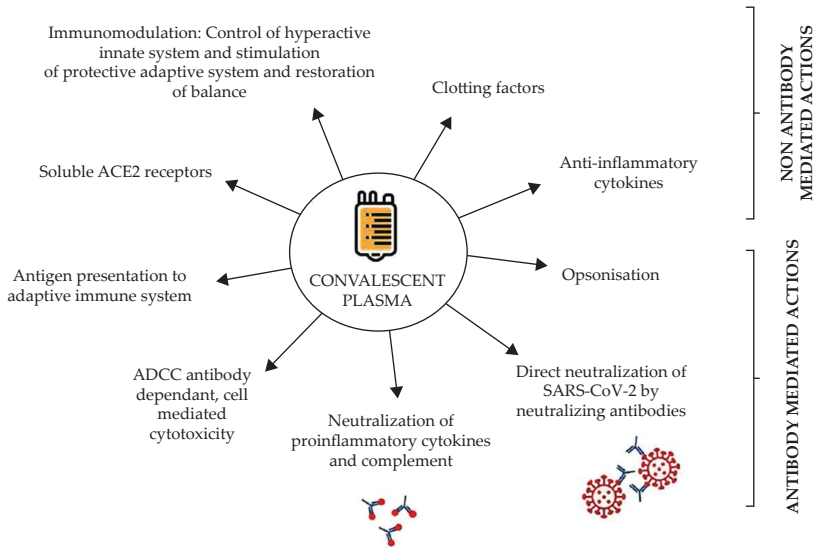 Immunomodulation: Control of hyperactive
innate system and stimulation
of protective adaptive system and restoration
of balance
Clotting factors
Soluble ACE2 receptors
Anti-inflammatory
cytokines
CONVALESCENT
PLASMA
Antigen presentation to
adaptive immune system
Opsonisation
ADCC antibody
dependant, cell
mediated
cytotoxicity
Neutralization of
proinflammatory cytokines
and complement
Direct neutralization of
SARS-CoV-2 by
neutralizing antibodies
NON ANTIBODY
MEDIATED ACTIONS
ANTIBODY MEDIATED ACTIONS